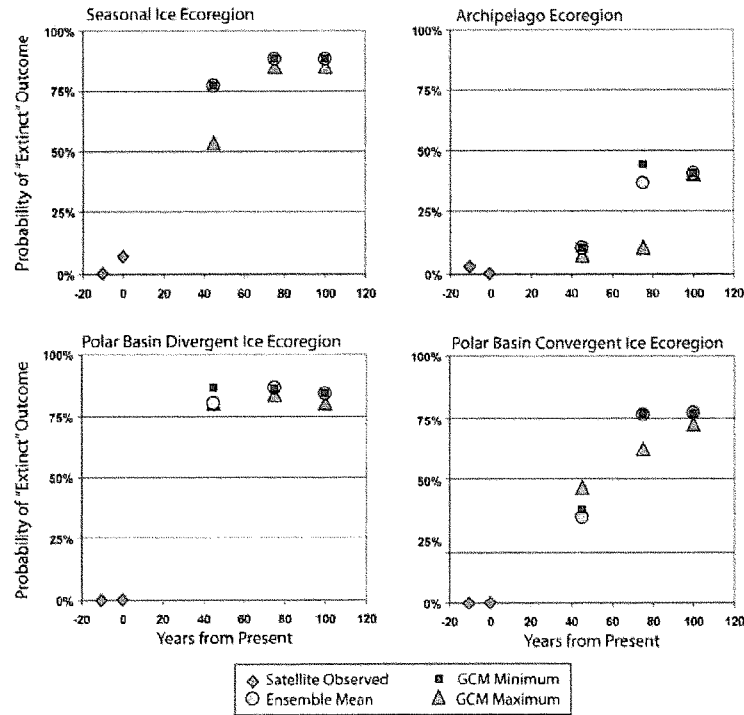 Seasonal Ice Ecoregion
Probability of "Extinct" Outcome
100%
75%
50%
25%
0%
-20 0 20 40 60 80 100 120
Archipelago Ecoregion
100%
75%
50%
25%
0%
-20 0 20 40 60 80 100 120
Polar Basin Divergent Ice Ecoregion
Probability of "Extinct" Outcome
100%
75%
50%
25%
0%
-20 0 20 40 60 80 100 120
Years from Present
Polar Basin Convergent Ice Ecoregion
100%
75%
50%
25%
0%
-20 0 20 40 60 80 100 120
Years from Present
Satellite Observed
GCM Minimum
Ensemble Mean
GCM Maximum